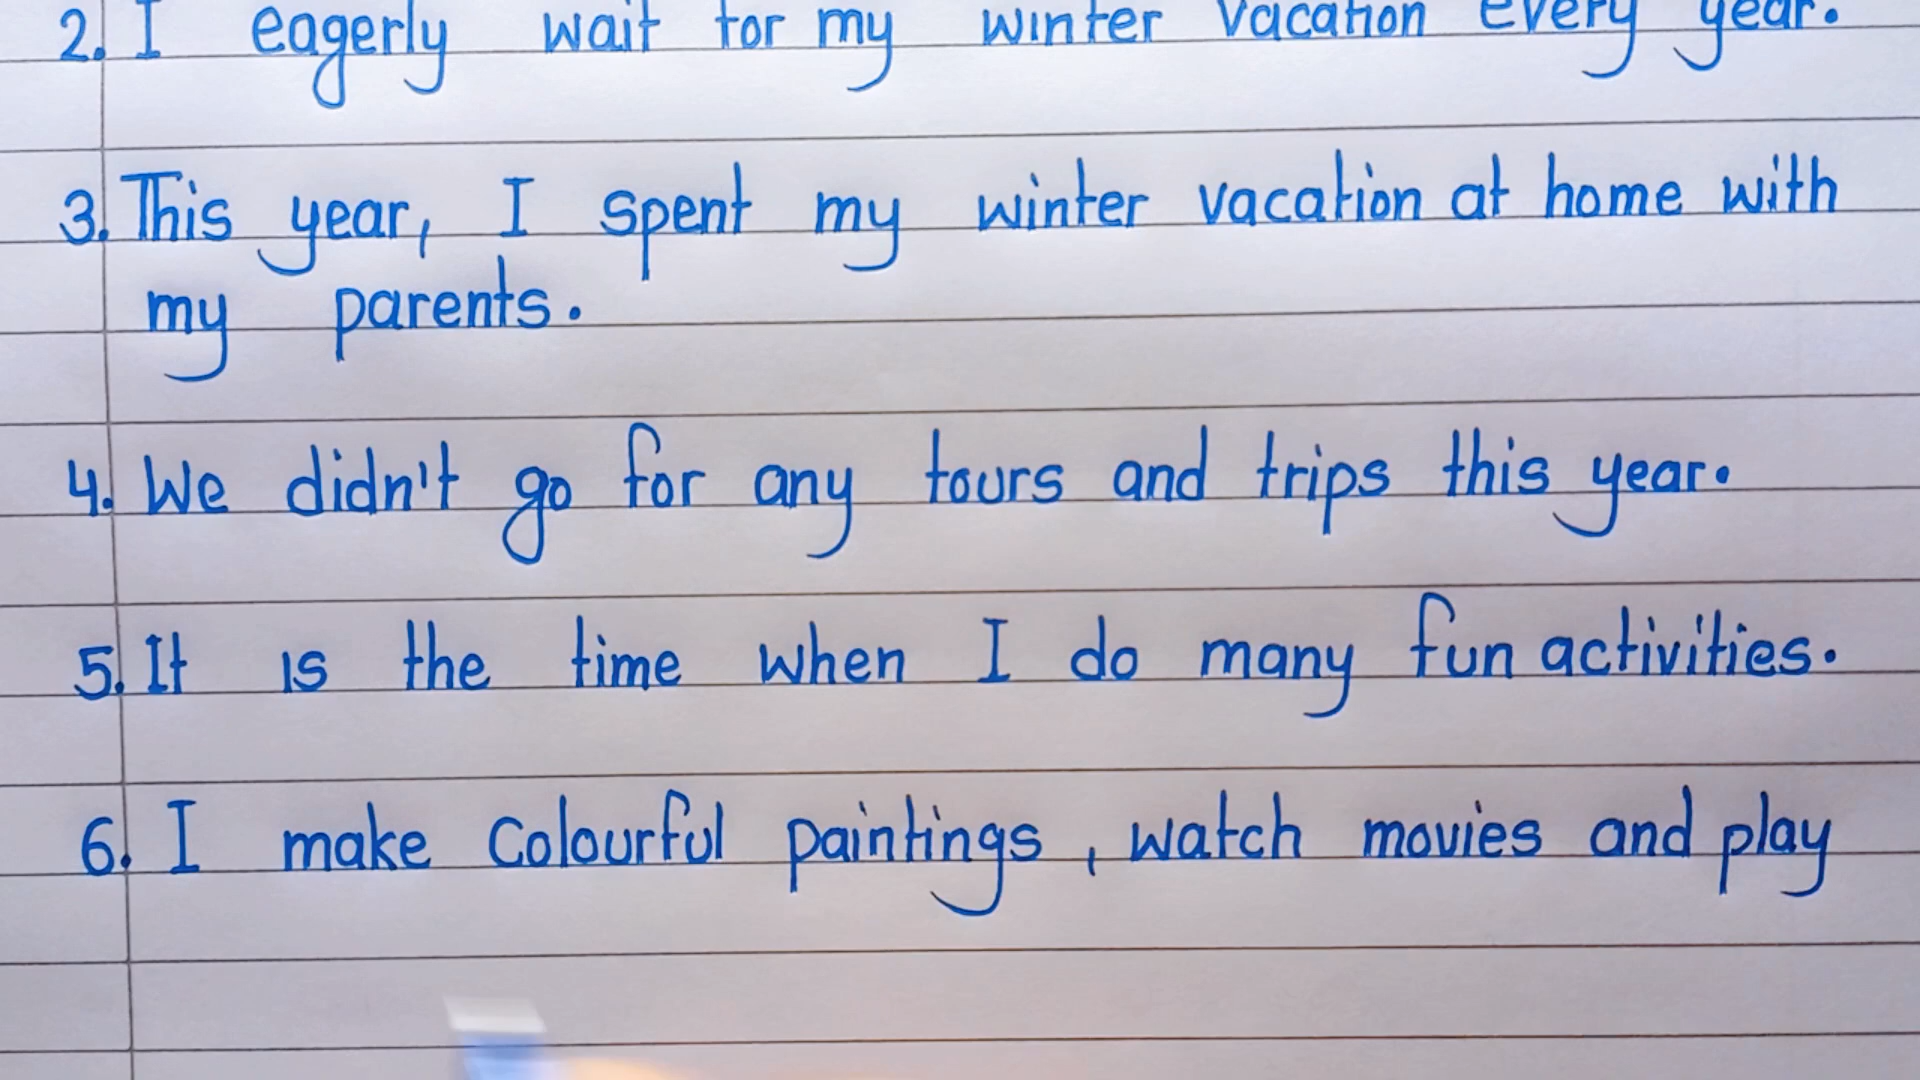 2. I eagerly wait for my winter vacation every year.
3. This year, I spent my winter vacation at home with
my parents.
4. We didn't go for any tours and trips this year.
5. It is the time when I do many fun activities.
6. I make colourful paintings, watch movies and play